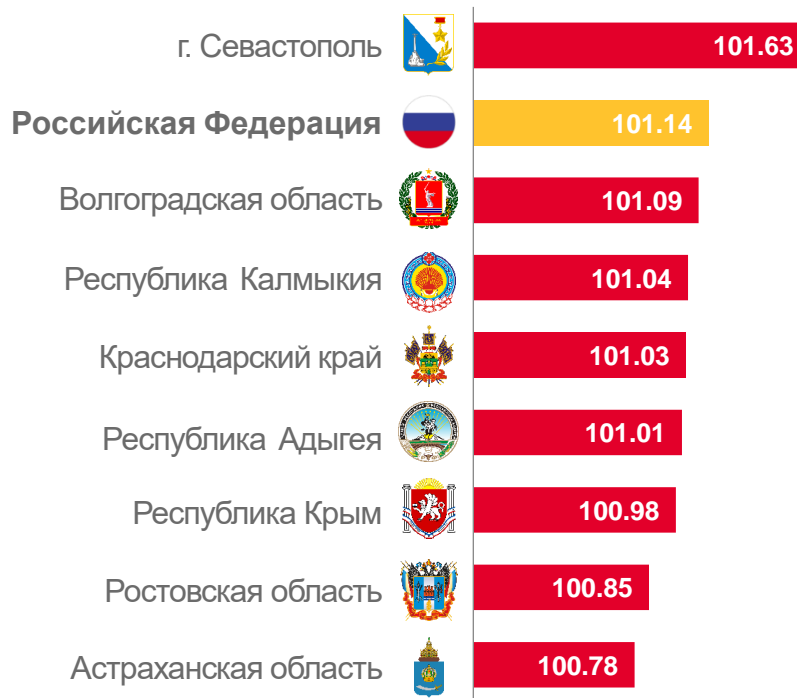 г. Севастополь 101.63
Российская Федерация 101.14
Волгоградская область 101.09
Республика Калмыкия 101.04
Краснодарский край 101.03
Республика Адыгея 101.01
Республика Крым 100.98
Ростовская область 100.85
Астраханская область 100.78